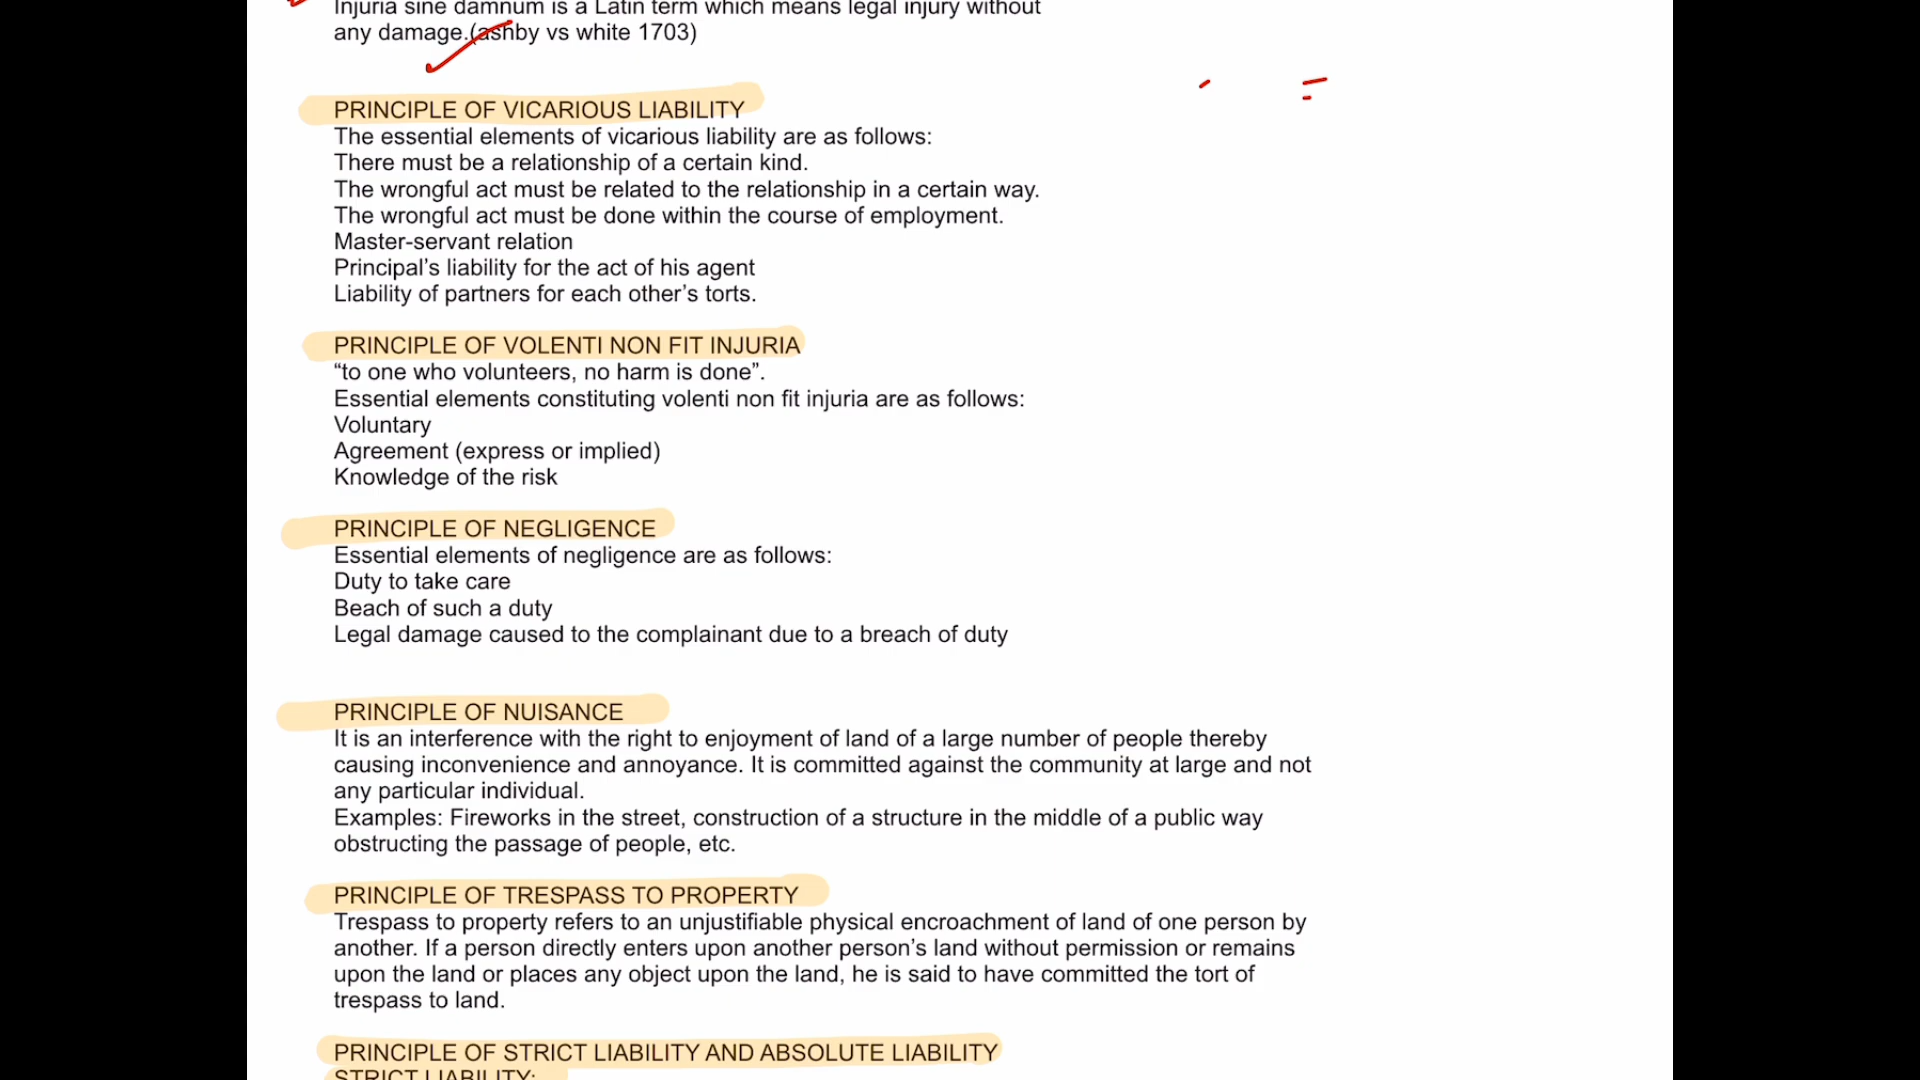 Injuria sine damnum is a Latin term which means legal injury without
any damage.(ashby vs white 1703)
PRINCIPLE OF VICARIOUS LIABILITY
The essential elements of vicarious liability are as follows:
There must be a relationship of a certain kind.
The wrongful act must be related to the relationship in a certain way.
The wrongful act must be done within the course of employment.
Master-servant relation
Principal’s liability for the act of his agent
Liability of partners for each other’s torts.
PRINCIPLE OF VOLENTI NON FIT INJURIA
“to one who volunteers, no harm is done”.
Essential elements constituting volenti non fit injuria are as follows:
Voluntary
Agreement (express or implied)
Knowledge of the risk
PRINCIPLE OF NEGLIGENCE
Essential elements of negligence are as follows:
Duty to take care
Beach of such a duty
Legal damage caused to the complainant due to a breach of duty
PRINCIPLE OF NUISANCE
It is an interference with the right to enjoyment of land of a large number of people thereby
causing inconvenience and annoyance. It is committed against the community at large and not
any particular individual.
Examples: Fireworks in the street, construction of a structure in the middle of a public way
obstructing the passage of people, etc.
PRINCIPLE OF TRESPASS TO PROPERTY
Trespass to property refers to an unjustifiable physical encroachment of land of one person by
another. If a person directly enters upon another person’s land without permission or remains
upon the land or places any object upon the land, he is said to have committed the tort of
trespass to land.
PRINCIPLE OF STRICT LIABILITY AND ABSOLUTE LIABILITY
STRICT LIABILITY: